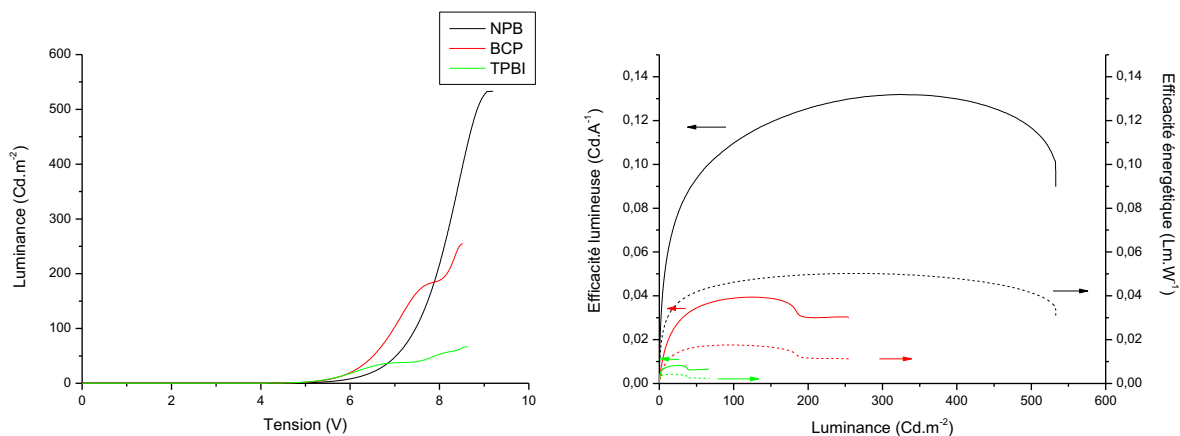 NPB
BCP
TPBI
600
500
400
300
200
100
0
Luminance (Cd.m⁻²)
0 2 4 6 8 10
Tension (V)
0,14
0,12
0,10
0,08
0,06
0,04
0,02
0,00
Efficacité lumineuse (Cd.A⁻¹)
0 100 200 300 400 500 600
Luminance (Cd.m⁻²)
0,14
0,12
0,10
0,08
0,06
0,04
0,02
0,00
Efficacité énergétique (Lm.W⁻¹)